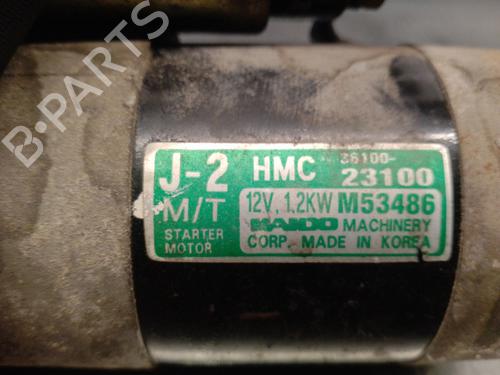 J-2 HMC 36100-
23100
M/T 12V, 1.2KW M53486
STARTER MANDO MACHINERY
MOTOR CORP. MADE IN KOREA
B-PARTS